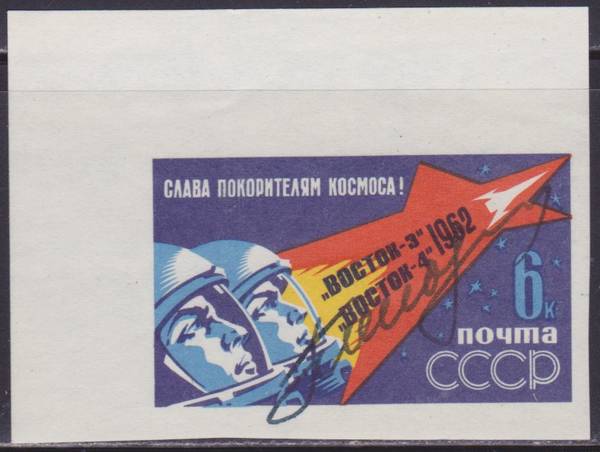 СЛАВА ПОКОРИТЕЛЯМ КОСМОСА!
„ВОСТОК-3" 1962
„ВОСТОК-4"
6к
почта
СССР